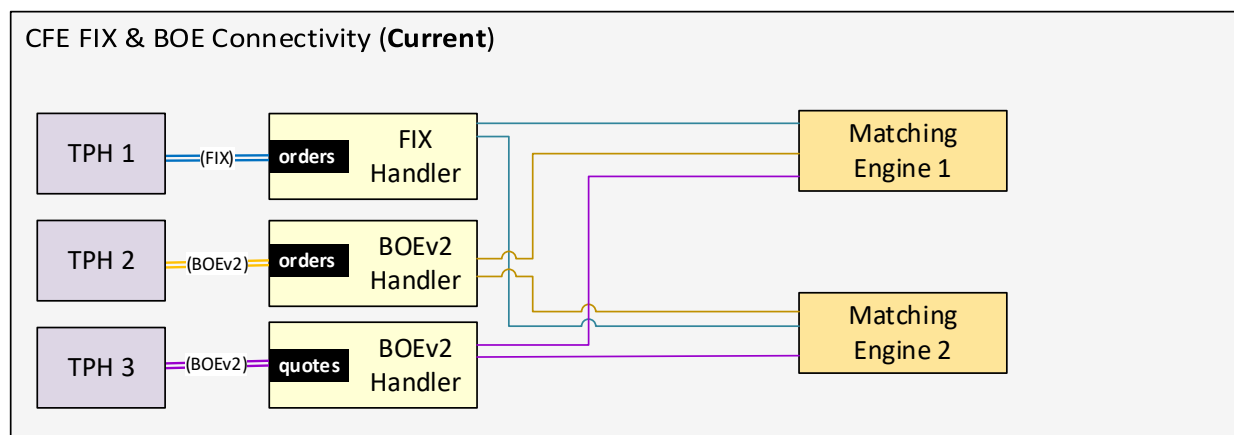 CFE FIX & BOE Connectivity (Current)
TPH 1
(FIX)
orders
FIX
Handler
Matching
Engine 1
TPH 2
(BOEv2)
orders
BOEv2
Handler
Matching
Engine 2
TPH 3
(BOEv2)
quotes
BOEv2
Handler